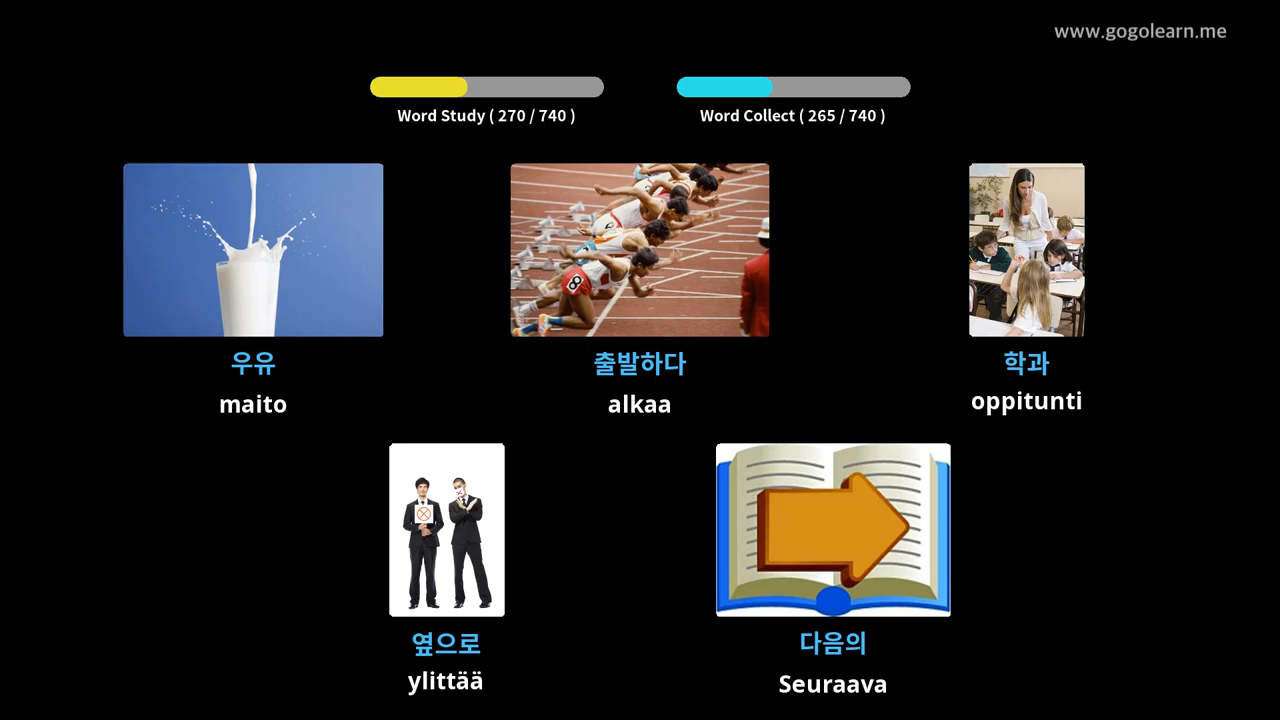 www.gogolearn.me
Word Study ( 270 / 740 )
Word Collect ( 265 / 740 )
우유
출발하다
학과
maito
alkaa
oppitunti
옆으로
다음의
ylittää
Seuraava